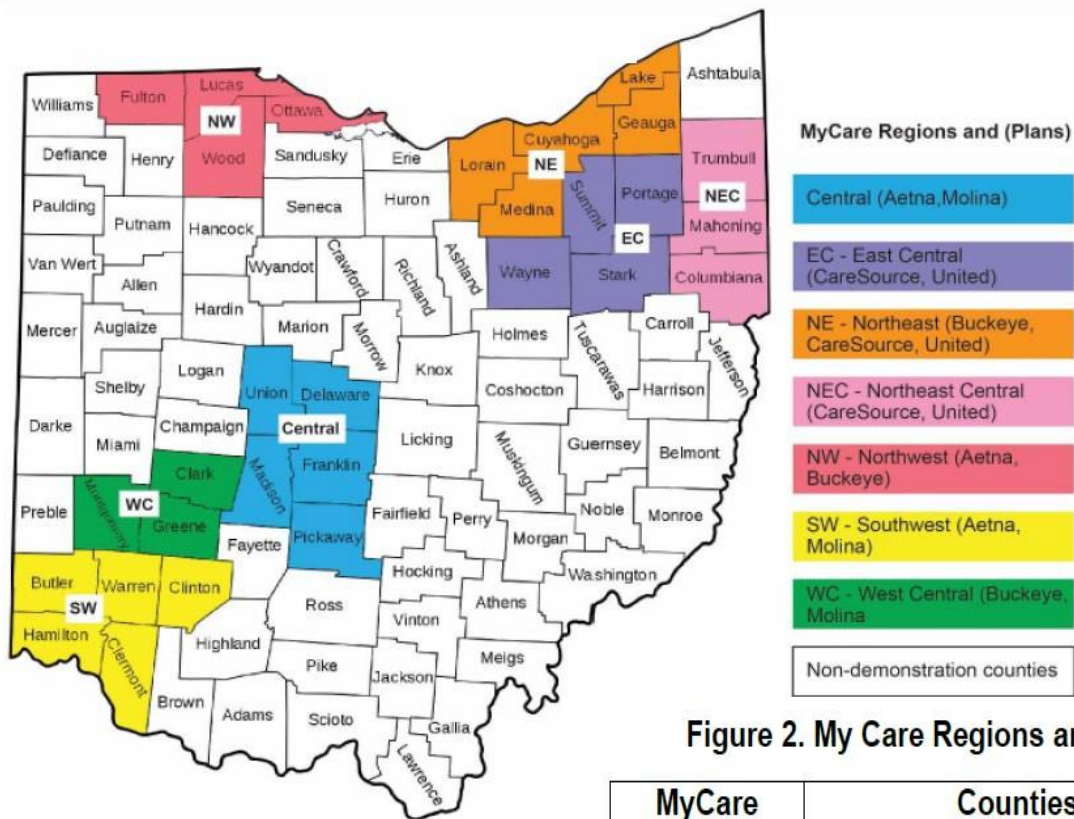 Williams
Fulton
Lucas
Ottawa
NW
Wood
Defiance
Henry
Sandusky
Erie
Paulding
Putnam
Hancock
Seneca
Huron
Van Wert
Allen
Wyandot
Crawford
Richland
Ashland
Hardin
Mercer
Auglaize
Marion
Morrow
Lake
Ashtabula
Geauga
Cuyahoga
Lorain
NE
Trumbull
Medina
Summit
Portage
NEC
Mahoning
EC
Wayne
Stark
Columbiana
Holmes
Tuscarawas
Carroll
Jefferson
Knox
Coshocton
Harrison
Logan
Shelby
Union
Delaware
Darke
Champaign
Central
Licking
Muskingum
Guernsey
Belmont
Miami
Clark
Madison
Franklin
WC
Montgomery
Preble
Greene
Pickaway
Fairfield
Perry
Noble
Monroe
Morgan
Fayette
Washington
Hocking
Butler
Warren
Clinton
SW
Ross
Athens
Vinton
Hamilton
Clermont
Highland
Meigs
Pike
Jackson
Brown
Adams
Scioto
Gallia
Lawrence
MyCare Regions and (Plans)
Central (Aetna,Molina)
EC - East Central
(CareSource, United)
NE - Northeast (Buckeye,
CareSource, United)
NEC - Northeast Central
(CareSource, United)
NW - Northwest (Aetna,
Buckeye)
SW - Southwest (Aetna,
Molina)
WC - West Central (Buckeye,
Molina
Non-demonstration counties
Figure 2. My Care Regions
MyCare
Counties